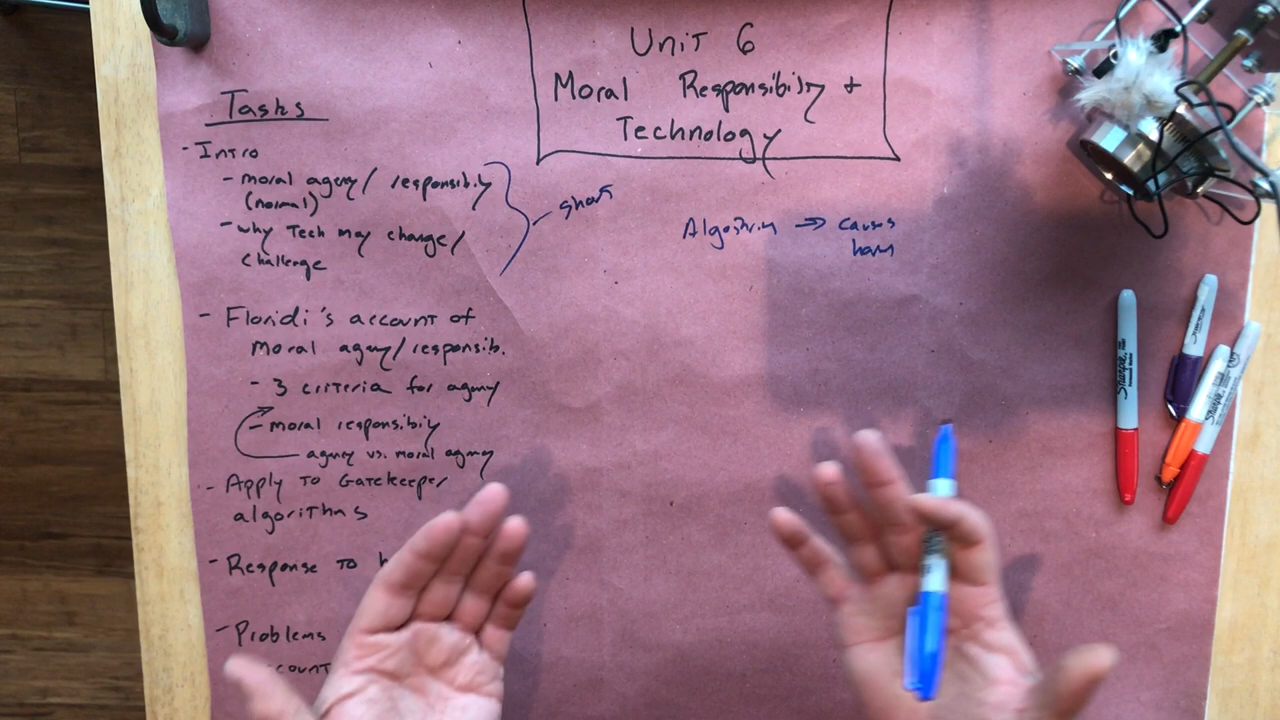 Unit 6
Moral Responsibility +
Technology
Tasks
- Intro
- moral agency/ responsibility
(normal)
- why Tech may change/
challenge
short
Algorithm → causes
harm
- Floridi's account of
Moral agency/responsib.
- 3 criteria for agency
- moral responsibility
agency vs. moral agency
- Apply to Gatekeeper
algorithms
- Response to
- Problems
Sharpie
Sharpie